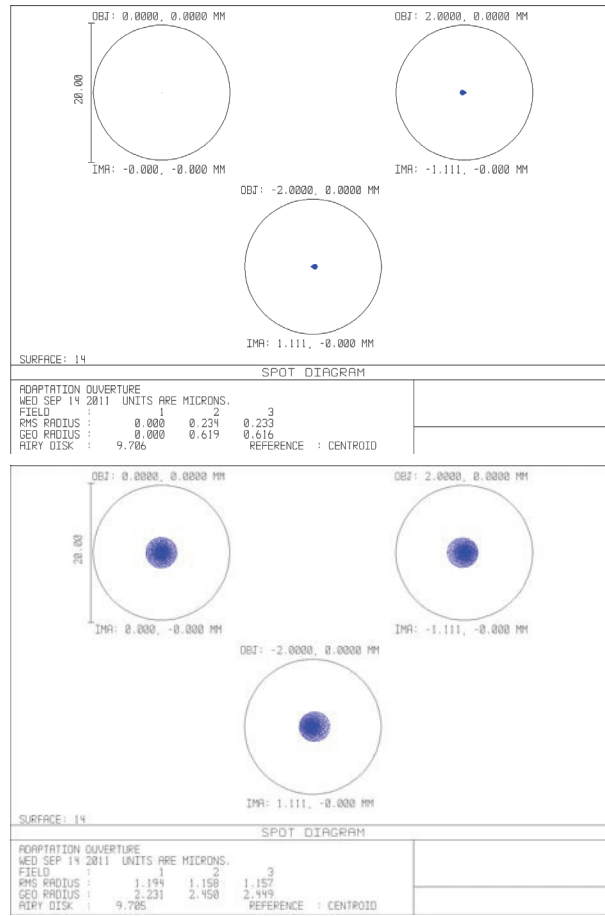 OBJ: 0.0000, 0.0000 MM
OBJ: 2.0000, 0.0000 MM
20.00
IMA: -0.000, -0.000 MM
IMA: -1.111, -0.000 MM
OBJ: -2.0000, 0.0000 MM
IMA: 1.111, -0.000 MM
SURFACE: 14
SPOT DIAGRAM
ADAPTATION OUVERTURE
WED SEP 14 2011 UNITS ARE MICRONS.
FIELD : 1 2 3
RMS RADIUS : 0.000 0.234 0.233
GEO RADIUS : 0.000 0.619 0.616
AIRY DISK : 9.706 REFERENCE : CENTROID
OBJ: 0.0000, 0.0000 MM
OBJ: 2.0000, 0.0000 MM
20.00
IMA: 0.000, -0.000 MM
IMA: -1.111, -0.000 MM
OBJ: -2.0000, 0.0000 MM
IMA: 1.111, -0.000 MM
SURFACE: 14
SPOT DIAGRAM
ADAPTATION OUVERTURE
WED SEP 14 2011 UNITS ARE MICRONS.
FIELD : 1 2 3
RMS RADIUS : 1.194 1.158 1.157
GEO RADIUS : 2.231 2.450 2.449
AIRY DISK : 9.705 REFERENCE : CENTROID